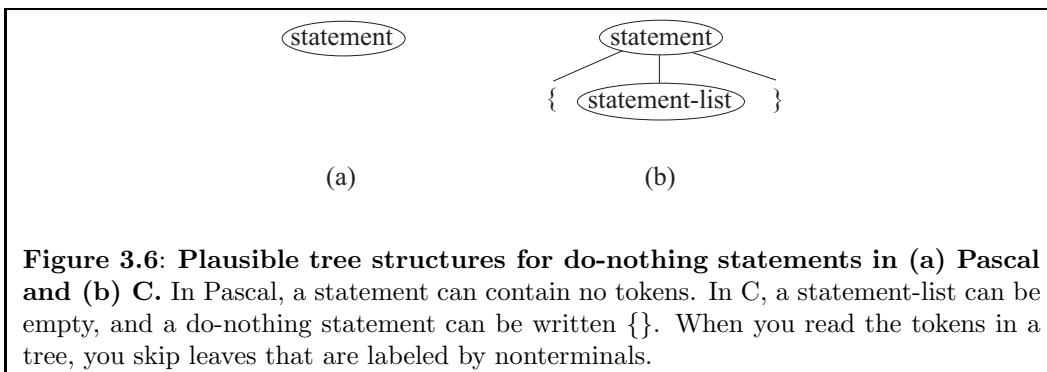 statement statement
{ statement-list }
(a) (b)
Figure 3.6: Plausible tree structures for do-nothing statements in (a) Pascal
and (b) C. In Pascal, a statement can contain no tokens. In C, a statement-list can be
empty, and a do-nothing statement can be written {}. When you read the tokens in a
tree, you skip leaves that are labeled by nonterminals.